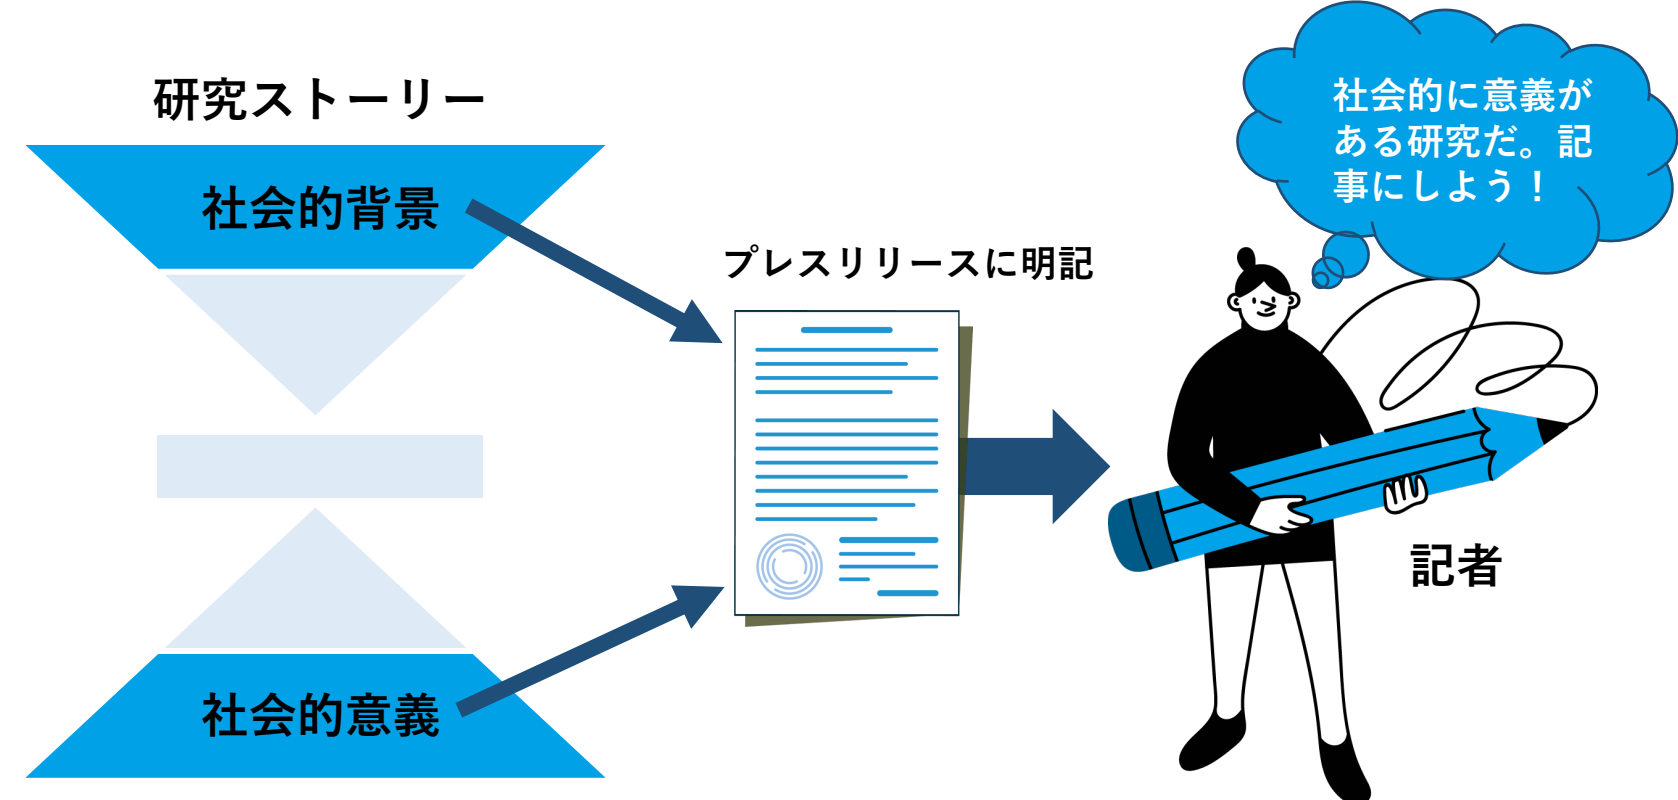 研究ストーリー
社会的背景
社会的意義
プレスリリースに明記
社会的に意義が
ある研究だ。記
事にしよう！
記者